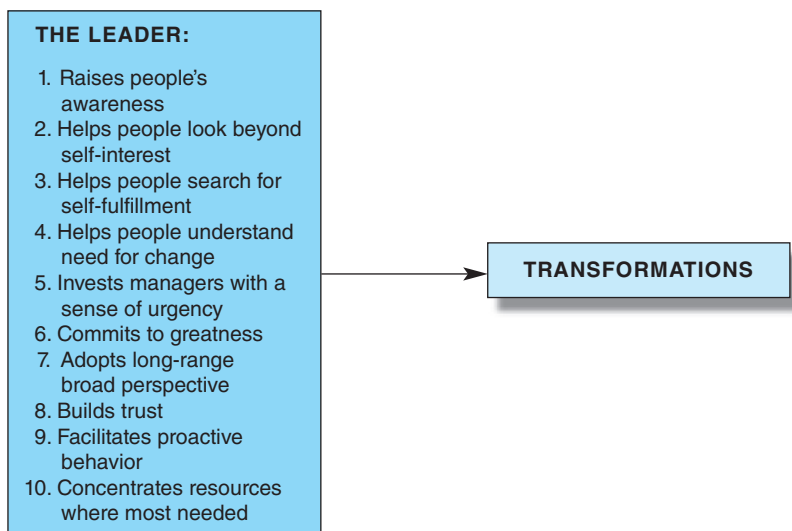 THE LEADER:
1. Raises people's
awareness
2. Helps people look beyond
self-interest
3. Helps people search for
self-fulfillment
4. Helps people understand
need for change
5. Invests managers with a
sense of urgency
6. Commits to greatness
7. Adopts long-range
broad perspective
8. Builds trust
9. Facilitates proactive
behavior
10. Concentrates resources
where most needed
TRANSFORMATIONS